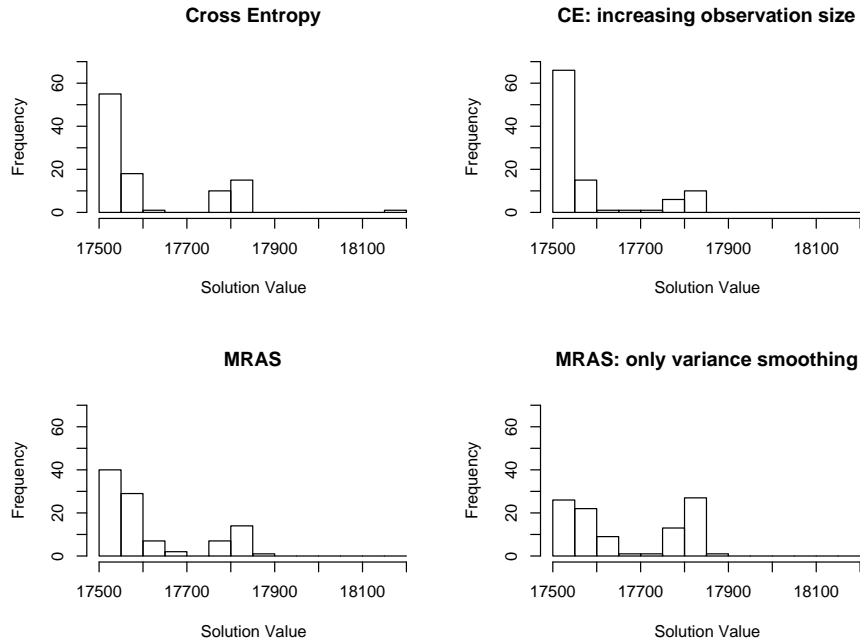 Cross Entropy
Frequency
0 20 40 60
17500 17700 17900 18100
Solution Value
CE: increasing observation size
Frequency
0 20 40 60
17500 17700 17900 18100
Solution Value
MRAS
Frequency
0 20 40 60
17500 17700 17900 18100
Solution Value
MRAS: only variance smoothing
Frequency
0 20 40 60
17500 17700 17900 18100
Solution Value